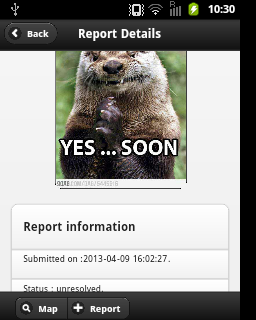 10:30
Back
Report Details
YES ... SOON
Report information
Submitted on :2013-04-09 16:02:27.
Status : unresolved.
Map
Report